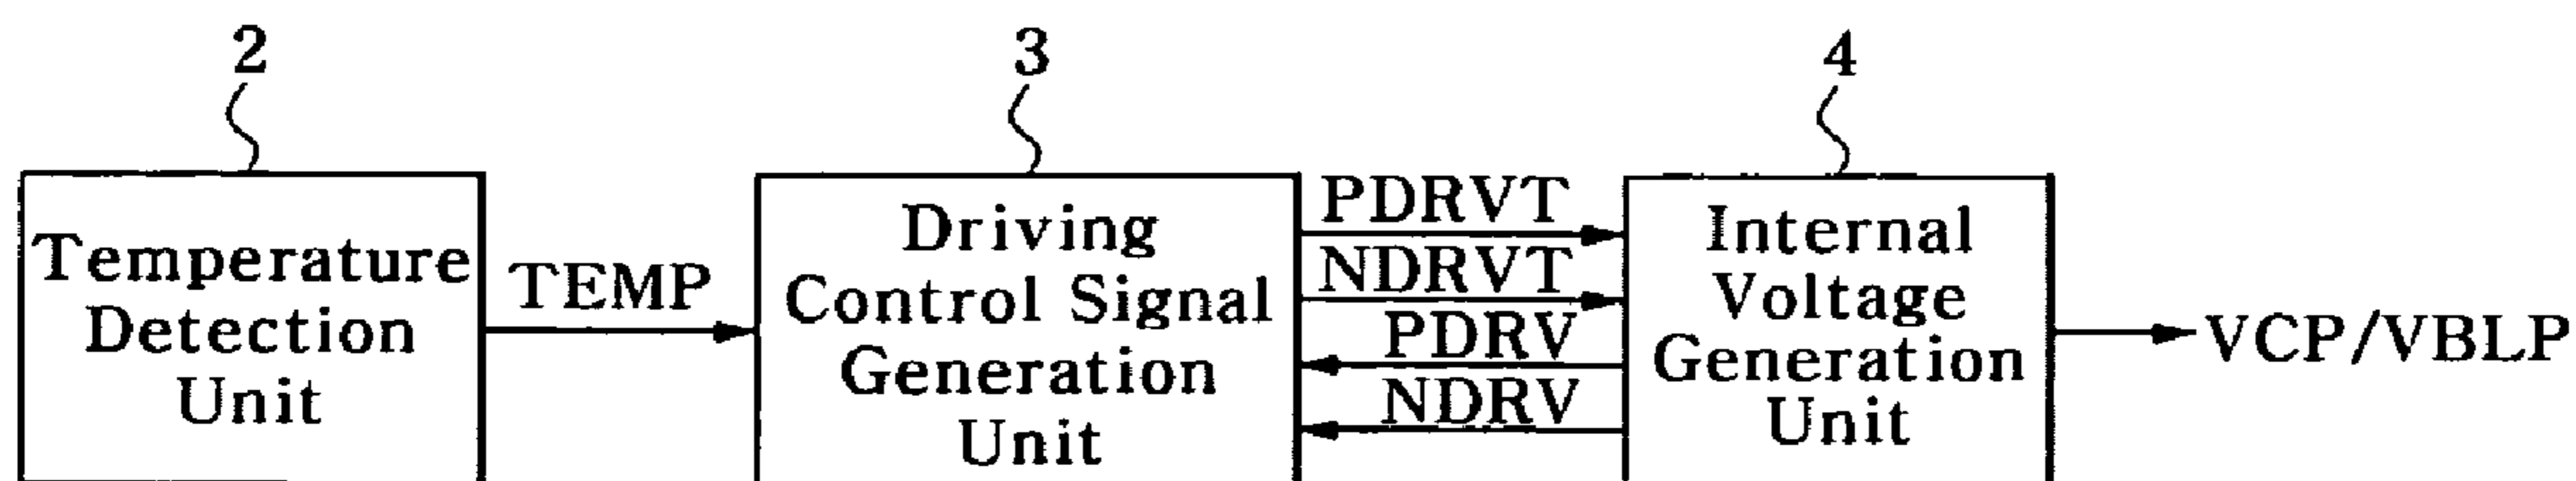 2
3
4
Temperature
Detection
Unit
TEMP
Driving
Control Signal
Generation
Unit
PDRVT
NDRVT
PDRV
NDRV
Internal
Voltage
Generation
Unit
VCP/VBLP